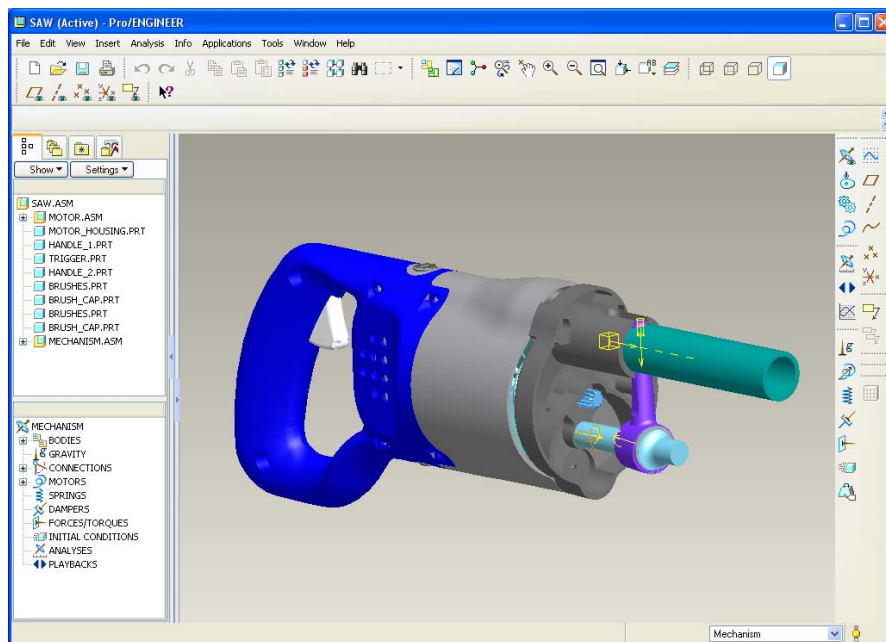 SAW (Active) - Pro/ENGINEER
File Edit View Insert Analysis Info Applications Tools Window Help
Show Settings
SAW.ASM
MOTOR.ASM
MOTOR_HOUSING.PRT
HANDLE_1.PRT
TRIGGER.PRT
HANDLE_2.PRT
BRUSHES.PRT
BRUSH_CAP.PRT
BRUSHES.PRT
BRUSH_CAP.PRT
MECHANISM.ASM
MECHANISM
BODIES
GRAVITY
CONNECTIONS
MOTORS
SPRINGS
DAMPERS
FORCES/TORQUES
INITIAL CONDITIONS
ANALYSES
PLAYBACKS
Mechanism